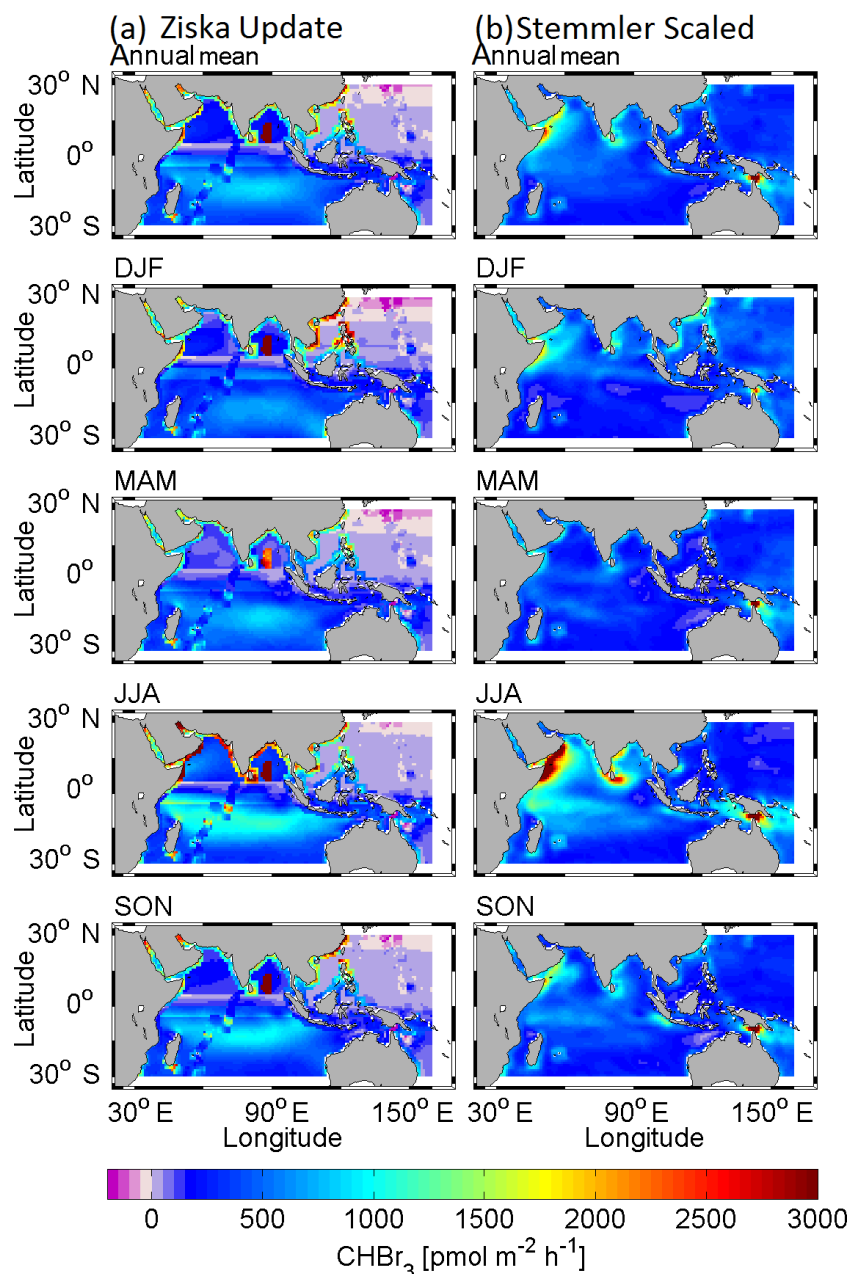 (a) Ziska Update
(b) Stemmler Scaled
Annual mean
Annual mean
30° N
0°
30° S
Latitude
DJF
DJF
30° N
0°
30° S
Latitude
MAM
MAM
30° N
0°
30° S
Latitude
JJA
JJA
30° N
0°
30° S
Latitude
SON
SON
30° N
0°
30° S
Latitude
30° E 90° E 150° E
Longitude
30° E 90° E 150° E
Longitude
0 500 1000 1500 2000 2500 3000
CHBr₃ [pmol m⁻² h⁻¹]